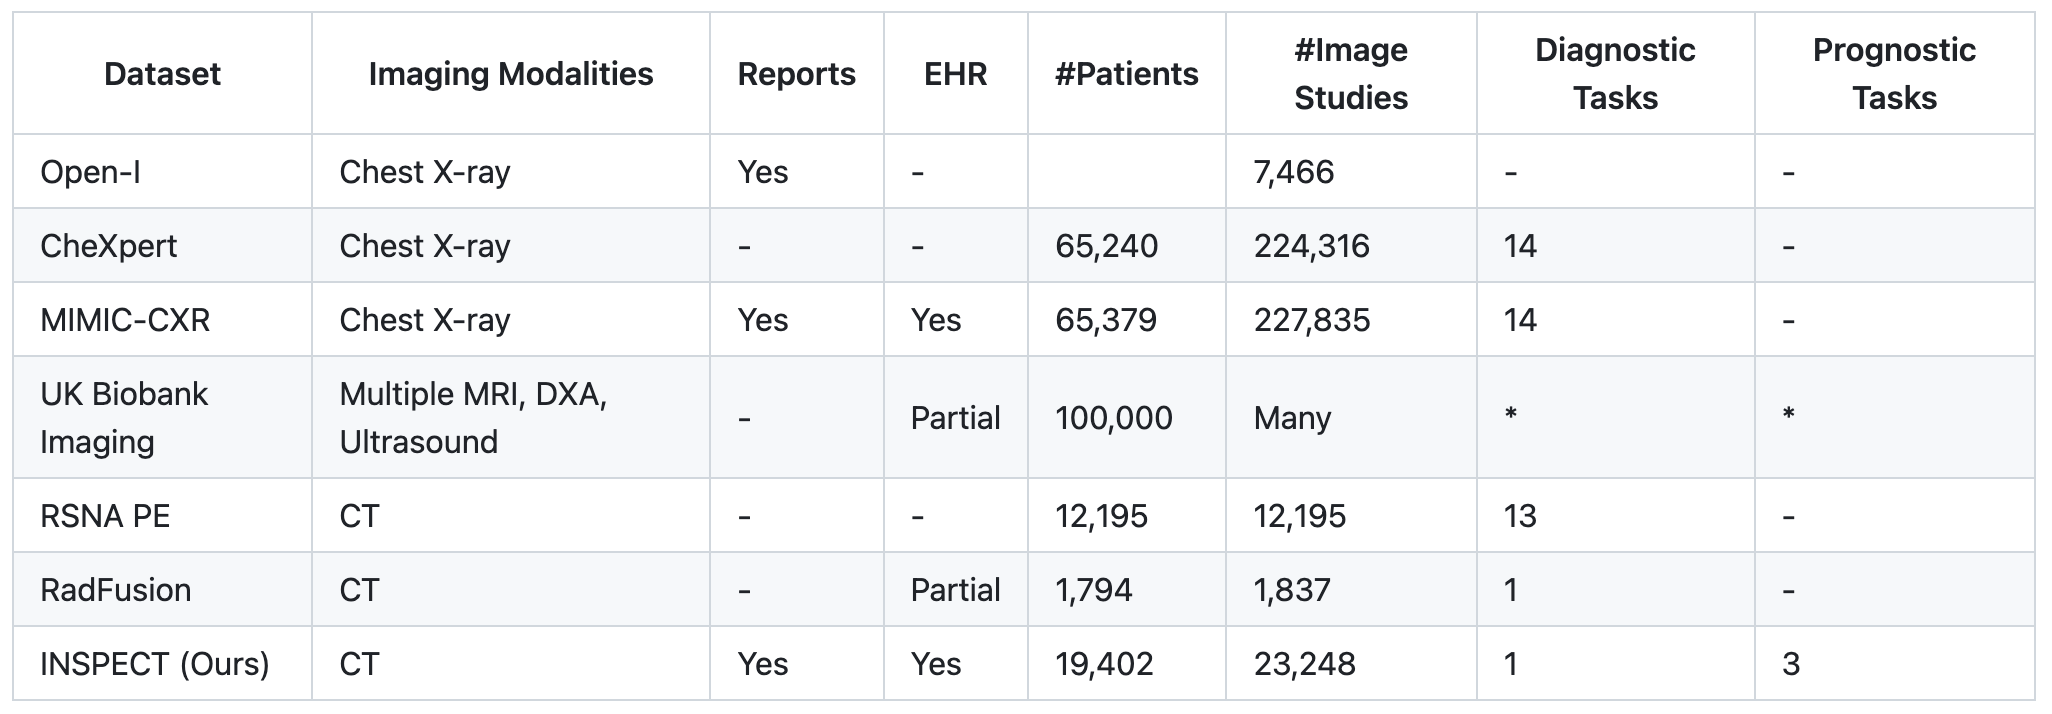 Dataset Imaging Modalities Reports EHR #Patients #Image Studies Diagnostic Tasks Prognostic Tasks
Open-I Chest X-ray Yes - 7,466 - -
CheXpert Chest X-ray - - 65,240 224,316 14 -
MIMIC-CXR Chest X-ray Yes Yes 65,379 227,835 14 -
UK Biobank Imaging Multiple MRI, DXA, Ultrasound - Partial 100,000 Many * *
RSNA PE CT - - 12,195 12,195 13 -
RadFusion CT - Partial 1,794 1,837 1 -
INSPECT (Ours) CT Yes Yes 19,402 23,248 1 3